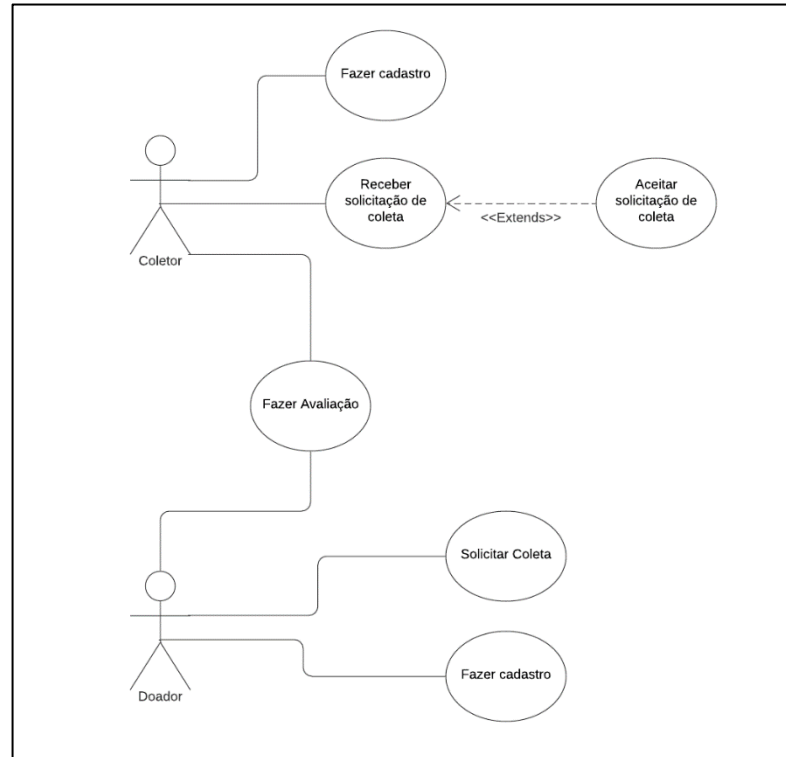 Fazer cadastro
Receber
solicitação de
coleta
<<Extends>>
Aceitar
solicitação de
coleta
Coletor
Fazer Avaliação
Solicitar Coleta
Fazer cadastro
Doador